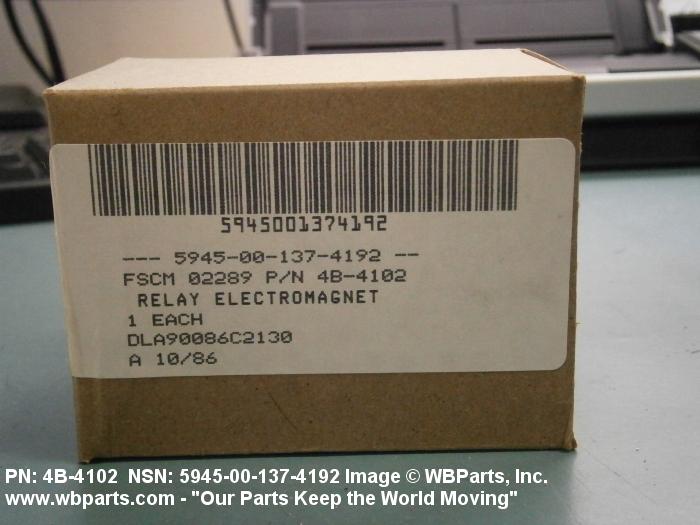 5945001374192
--- 5945-00-137-4192 --
FSCM 02289 P/N 4B-4102
RELAY ELECTROMAGNET
1 EACH
DLA90086C2130
A 10/86
PN: 4B-4102 NSN: 5945-00-137-4192 Image © WBParts, Inc.
www.wbparts.com - "Our Parts Keep the World Moving"